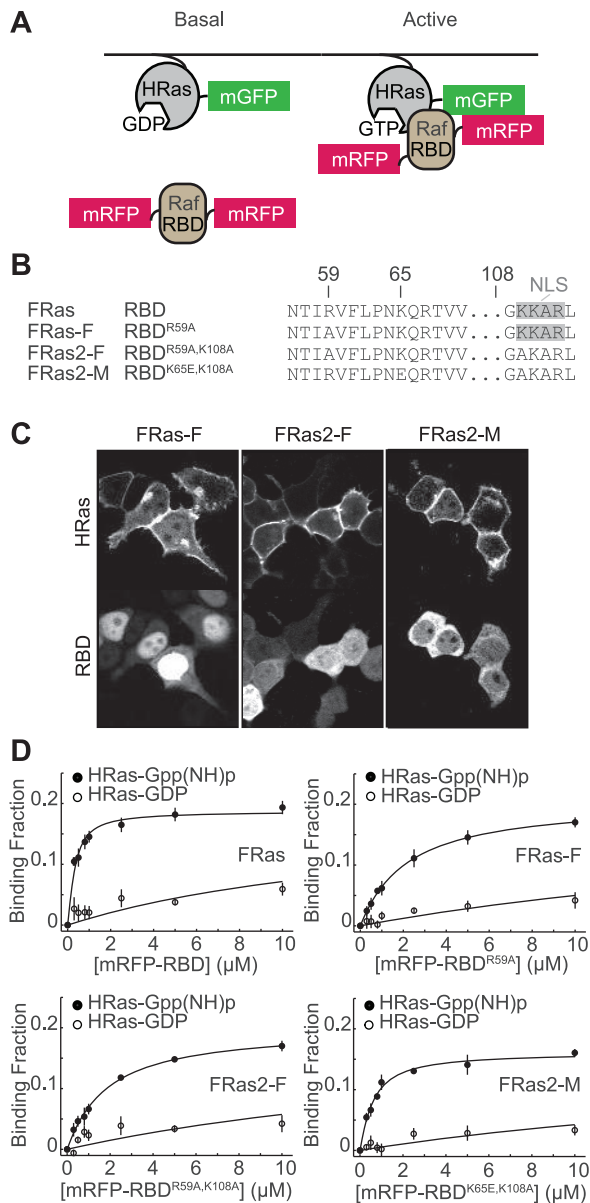 A
Basal
Active
HRas
mGFP
GDP
mRFP
Raf
RBD
mRFP
HRas
mGFP
GTP
Raf
RBD
mRFP
mRFP
B
59 65 108 NLS
FRas RBD NTIRVFLPNKQRTVV ...GKKARL
FRas-F RBD^R59A NTIAVFLPNKQRTVV ...GKKARL
FRas2-F RBD^R59A,K108A NTIAVFLPNKQRTVV ...GAKARL
FRas2-M RBD^K65E,K108A NTIRVFLPNEQRTVV ...GAKARL
C
FRas-F FRas2-F FRas2-M
HRas
RBD
D
HRas-Gpp(NH)p
HRas-GDP
Binding Fraction
0.2
0.1
0
FRas
0 2 4 6 8 10
[mRFP-RBD] (μM)
HRas-Gpp(NH)p
HRas-GDP
Binding Fraction
0.2
0.1
0
FRas-F
0 2 4 6 8 10
[mRFP-RBD^R59A] (μM)
HRas-Gpp(NH)p
HRas-GDP
Binding Fraction
0.2
0.1
0
FRas2-F
0 2 4 6 8 10
[mRFP-RBD^R59A,K108A] (μM)
HRas-Gpp(NH)p
HRas-GDP
Binding Fraction
0.2
0.1
0
FRas2-M
0 2 4 6 8 10
[mRFP-RBD^K65E,K108A] (μM)